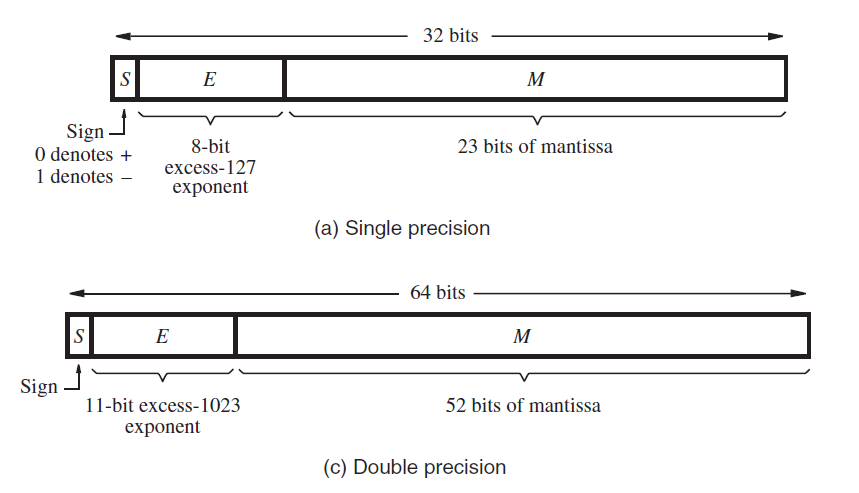 32 bits
S E M
Sign
0 denotes +
1 denotes –
8-bit
excess-127
exponent
23 bits of mantissa
(a) Single precision
64 bits
S E M
Sign
11-bit excess-1023
exponent
52 bits of mantissa
(c) Double precision